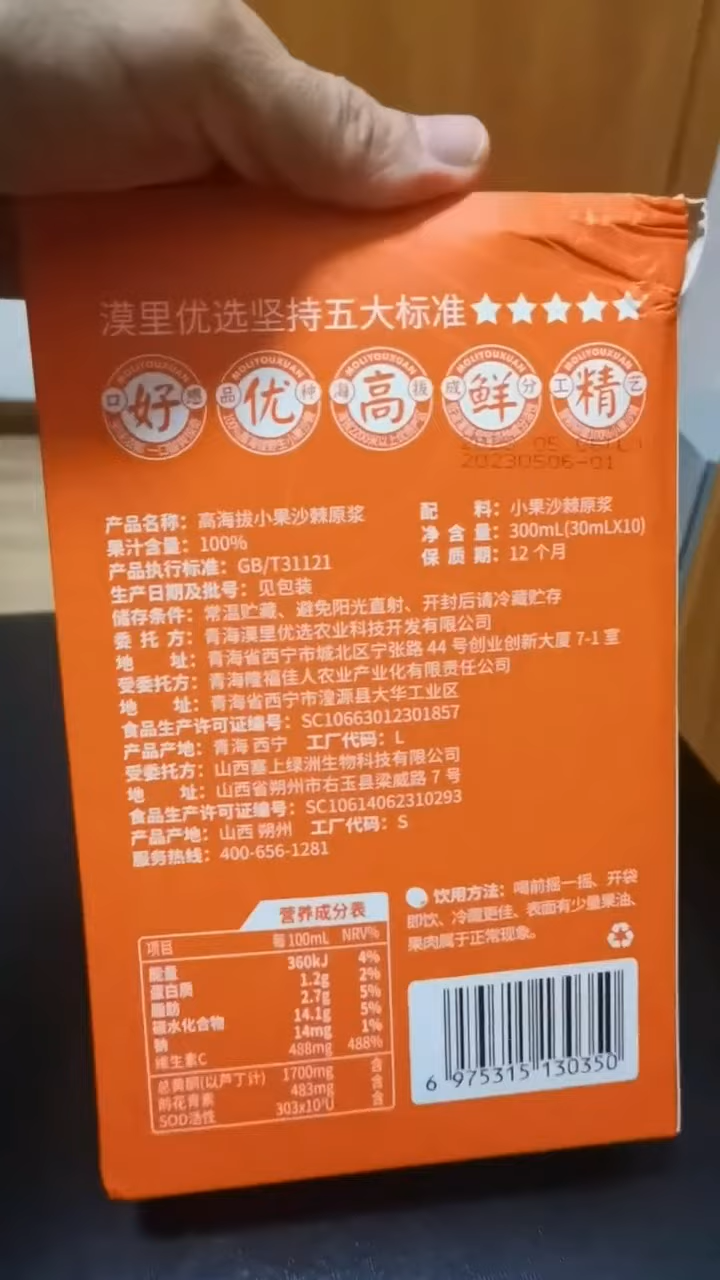 漠里优选坚持五大标准
MOLIYOUXUAN MOLIYOUXUAN MOLIYOUXUAN MOLIYOUXUAN MOLIYOUXUAN
口好感 品优种 海高拔 成鲜分 工精艺
20230506-01
产品名称：高海拔小果沙棘原浆
果汁含量：100%
产品执行标准：GB/T31121
生产日期及批号：见包装
配 料：小果沙棘原浆
净 含 量：300mL(30mLX10)
保 质 期：12 个月
储存条件：常温贮藏、避免阳光直射、开封后请冷藏贮存
委 托 方：青海漠里优选农业科技开发有限公司
地 址：青海省西宁市城北区宁张路 44 号创业创新大厦 7-1 室
受委托方：青海隆福佳人农业产业化有限责任公司
地 址：青海省西宁市湟源县大华工业区
食品生产许可证编号：SC10663012301857
产品产地：青海 西宁 工厂代码：L
受委托方：山西塞上绿洲生物科技有限公司
地 址：山西省朔州市右玉县梁威路 7 号
食品生产许可证编号：SC10614062310293
产品产地：山西 朔州 工厂代码：S
服务热线：400-656-1281
饮用方法：喝前摇一摇、开袋
即饮、冷藏更佳、表面有少量果油、
果肉属于正常现象。
营养成分表
项目 每100mL NRV%
能量 360kJ 4%
蛋白质 1.2g 2%
脂肪 2.7g 5%
碳水化合物 14.1g 5%
钠 14mg 1%
维生素C 488mg 488%
总黄酮(以芦丁计) 1700mg 含
前花青素 483mg 含
SOD活性 含
6 975315 130350